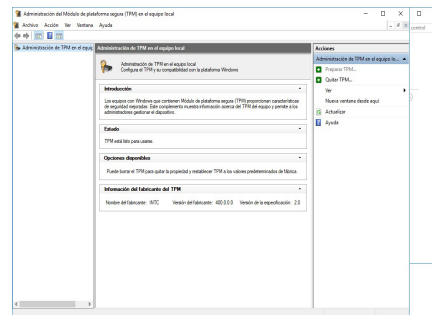 Administración del Módulo de plataforma segura (TPM) en el equipo local
Archivo Acción Ver Ventana Ayuda
Administración de TPM en el equip
Administración de TPM en el equipo local
Administración de TPM en el equipo local
Configura el TPM y su compatibilidad con la plataforma Windows
Introducción
Los equipos con Windows que contienen Módulo de plataforma segura (TPM) proporcionan características
de seguridad mejoradas. Este complemento muestra información acerca del TPM del equipo y permite a los
administradores gestionar el dispositivo.
Estado
TPM está listo para usarse.
Opciones disponibles
Puede borrar el TPM para quitar la propiedad y restablecer TPM a los valores predeterminados de fábrica.
Información del fabricante del TPM
Nombre del fabricante: INTC Versión del fabricante: 400.0.0.0 Versión de la especificación: 2.0
Acciones
Administración de TPM en el equipo lo...
Preparar TPM...
Quitar TPM...
Ver
Nueva ventana desde aquí
Actualizar
Ayuda
control